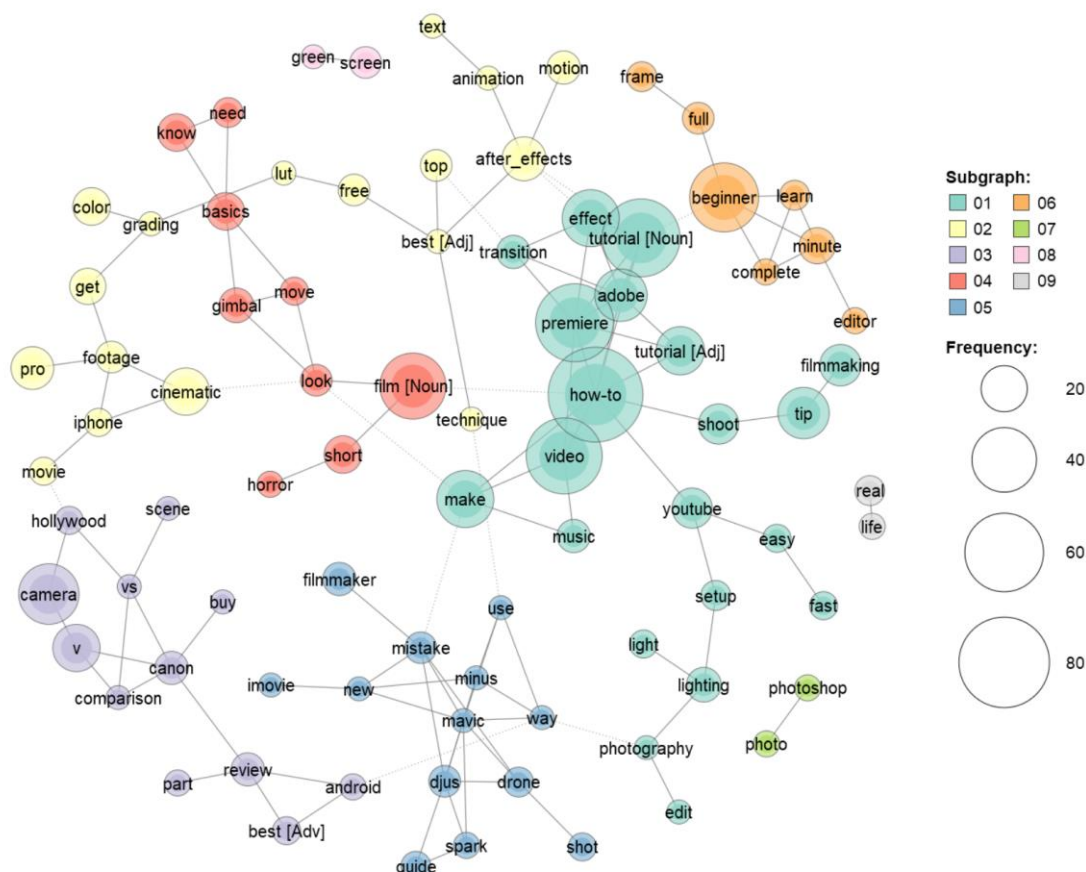 text
green
screen
animation
motion
frame
full
know
need
top
after_effects
lut
free
color
grading
basics
best [Adj]
effect
tutorial [Noun]
transition
beginner
learn
minute
complete
editor
get
gimbal
move
adobe
premiere
tutorial [Adj]
pro
footage
cinematic
look
film [Noun]
how-to
filmmaking
tip
shoot
iphone
technique
movie
short
horror
video
make
music
youtube
easy
fast
real
life
hollywood
scene
camera
vs
buy
v
canon
comparison
filmmaker
use
mistake
setup
light
lighting
imovie
new
minus
mavic
way
photography
photoshop
photo
edit
review
part
android
best [Adv]
djus
drone
spark
guide
shot
Subgraph:
01 06
02 07
03 08
04 09
05
Frequency:
20
40
60
80